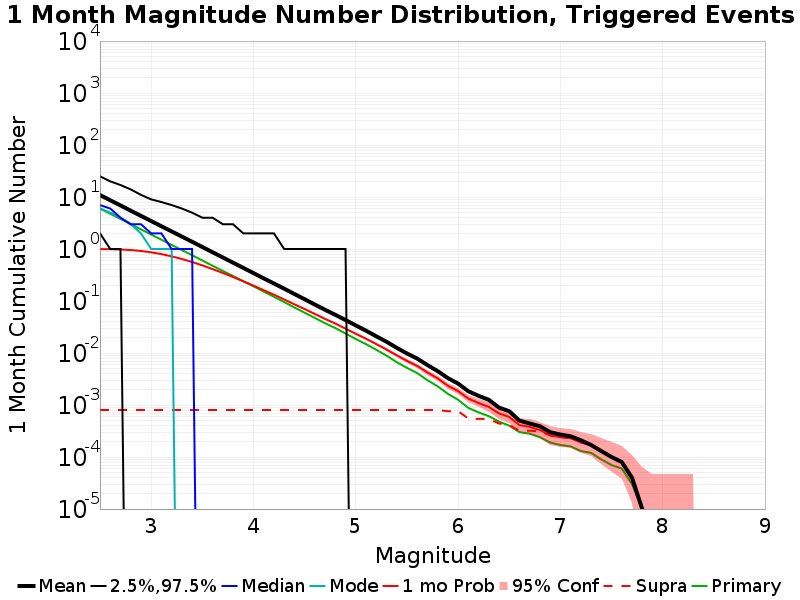 1 Month Magnitude Number Distribution, Triggered Events
1 Month Cumulative Number
10^4
10^3
10^2
10^1
10^0
10^-1
10^-2
10^-3
10^-4
10^-5
3 4 5 6 7 8 9
Magnitude
Mean 2.5%,97.5% Median Mode 1 mo Prob 95% Conf Supra Primary